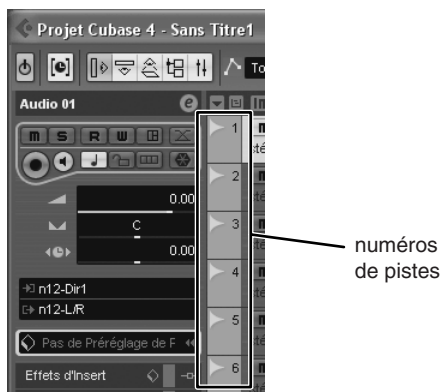 Projet Cubase 4 - Sans Titre1
To
Audio 01 e
m S R W
1
2
0.00
C
3
0.00
4
n12-Dir1
n12-L/R
5
Pas de Préréglage de F
Effets d'Insert
6
numéros
de pistes